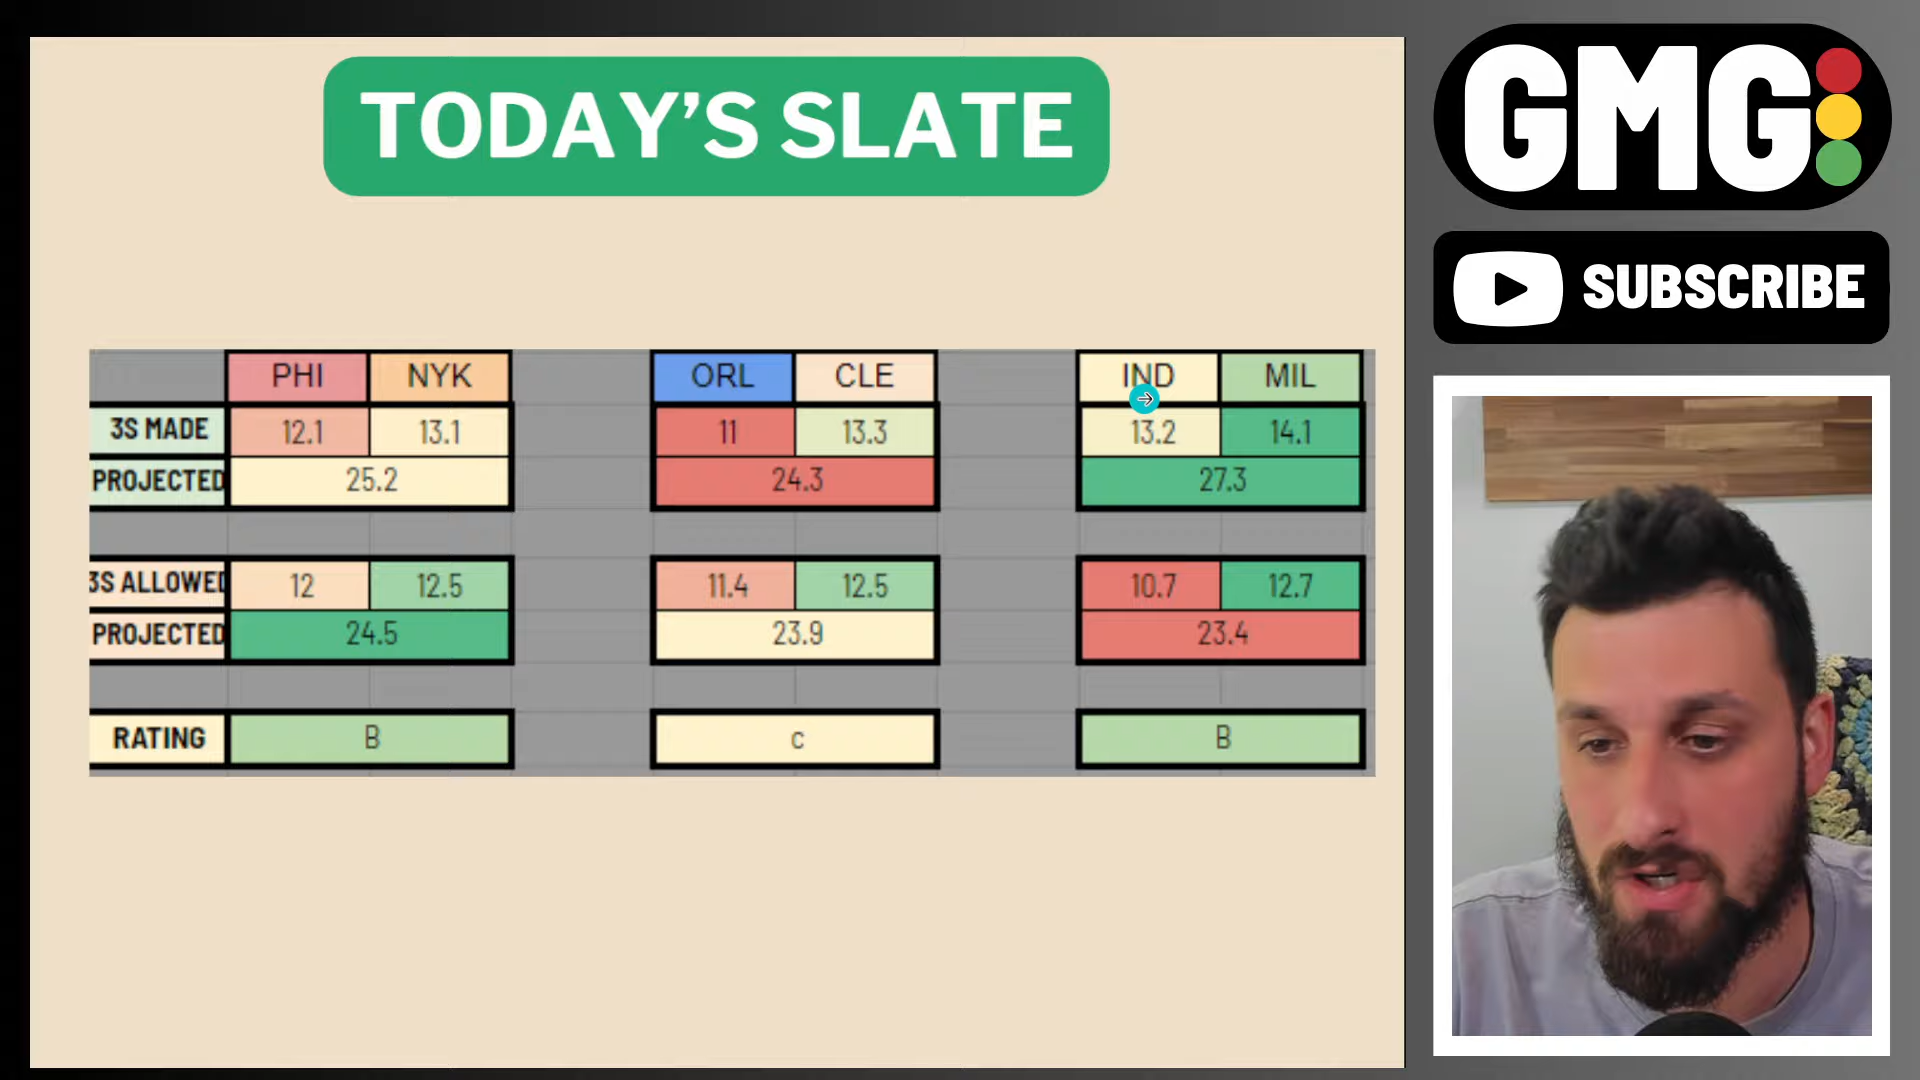 TODAY'S SLATE
GMG
SUBSCRIBE
PHI NYK ORL CLE IND MIL
3S MADE 12.1 13.1 11 13.3 13.2 14.1
PROJECTED 25.2 24.3 27.3
3S ALLOWED 12 12.5 11.4 12.5 10.7 12.7
PROJECTED 24.5 23.9 23.4
RATING B c B